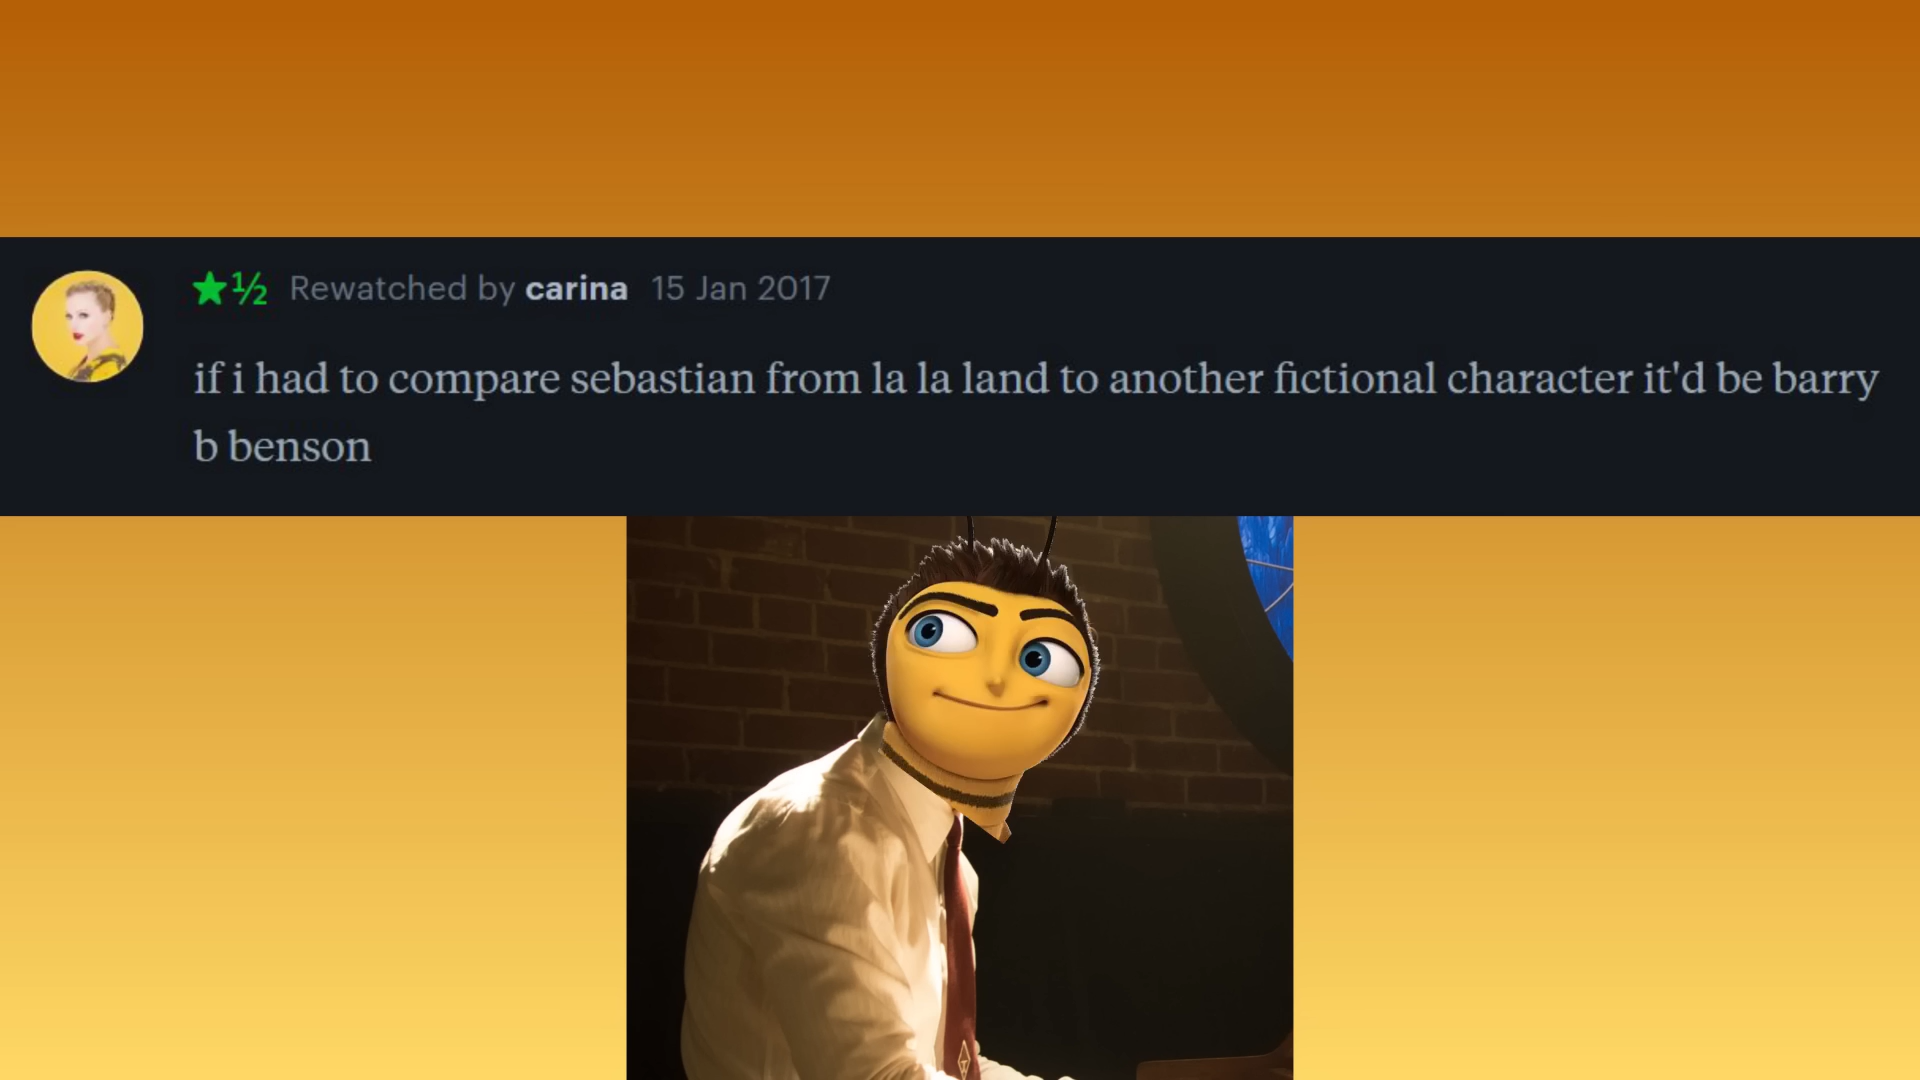 ★½ Rewatched by carina 15 Jan 2017
if i had to compare sebastian from la la land to another fictional character it'd be barry
b benson